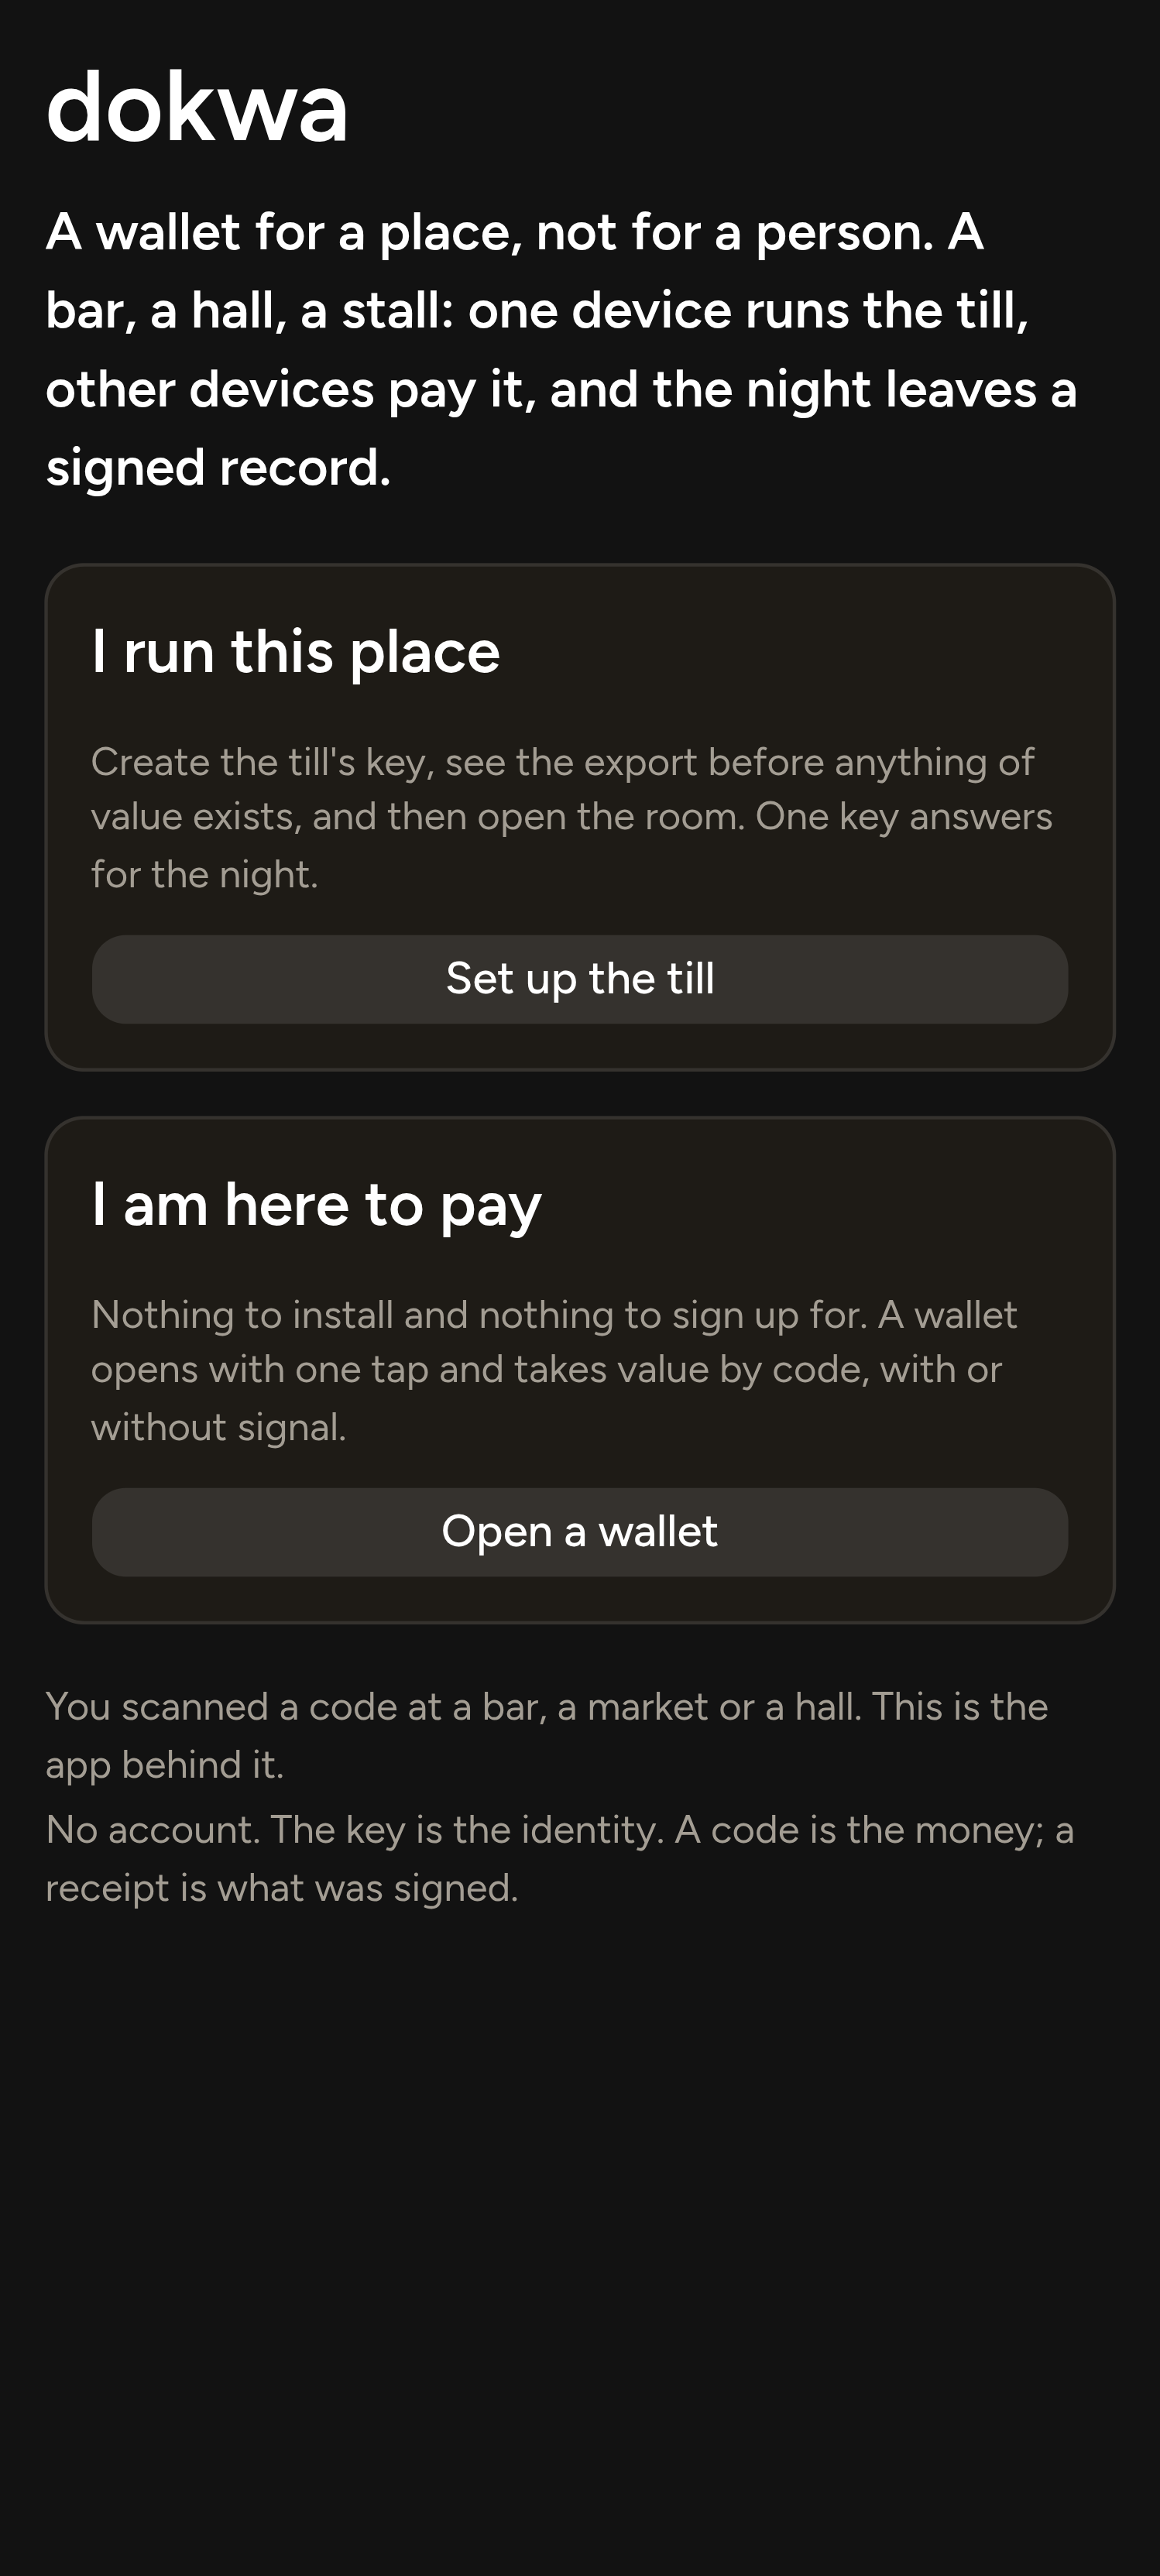 dokwa
A wallet for a place, not for a person. A
bar, a hall, a stall: one device runs the till,
other devices pay it, and the night leaves a
signed record.
I run this place
Create the till's key, see the export before anything of
value exists, and then open the room. One key answers
for the night.
Set up the till
I am here to pay
Nothing to install and nothing to sign up for. A wallet
opens with one tap and takes value by code, with or
without signal.
Open a wallet
You scanned a code at a bar, a market or a hall. This is the
app behind it.
No account. The key is the identity. A code is the money; a
receipt is what was signed.